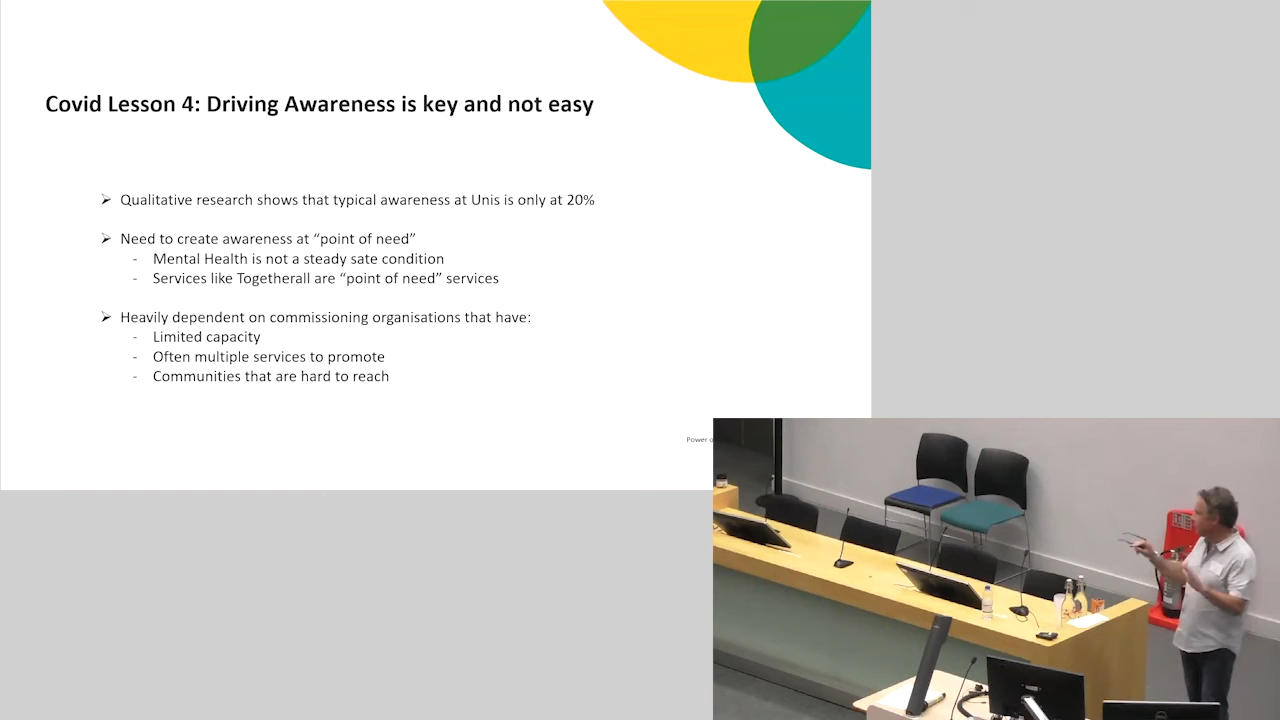 Covid Lesson 4: Driving Awareness is key and not easy
➢ Qualitative research shows that typical awareness at Unis is only at 20%
➢ Need to create awareness at “point of need”
- Mental Health is not a steady sate condition
- Services like Togetherall are “point of need” services
➢ Heavily dependent on commissioning organisations that have:
- Limited capacity
- Often multiple services to promote
- Communities that are hard to reach
Power